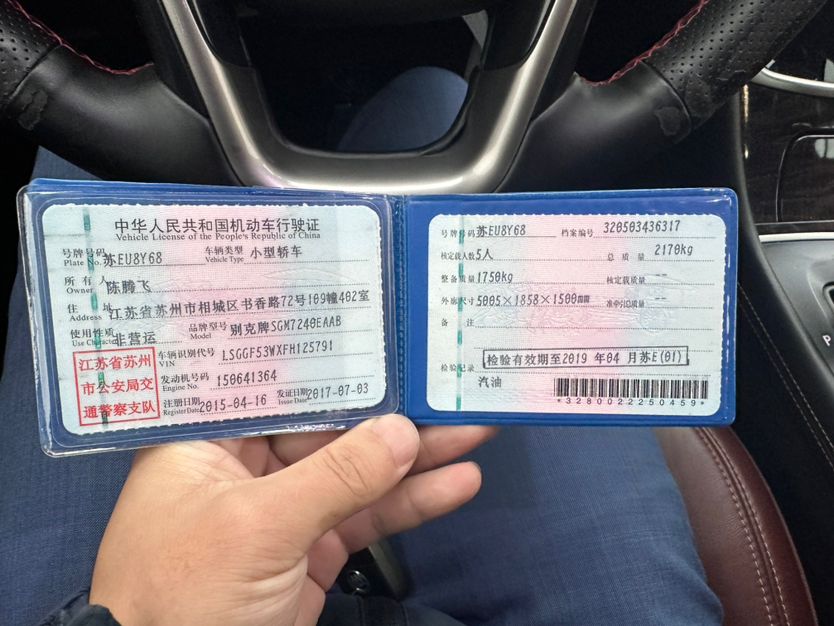 中华人民共和国机动车行驶证
Vehicle License of the People's Republic of China
号牌号码 苏EU8Y68 车辆类型 小型轿车
Plate No. Vehicle Type
所有人 陈腾飞
Owner
住址 江苏省苏州市相城区书香路72号109幢402室
Address
使用性质 非营运 品牌型号 别克牌SGM7240EAAB
Use Character Model
江苏省苏州
市公安局交
通警察支队
车辆识别代号 LSGGF53WXFH125791
VIN
发动机号码 150641364
Engine No.
注册日期 2015-04-16 发证日期 2017-07-03
Register Date Issue Date
号牌号码 苏EU8Y68 档案编号 320503436317
核定载人数 5人 总质量 2170kg
整备质量 1750kg 核定载质量 --
外廓尺寸 5005×1858×1500mm 准牵引总质量 --
备注
检验记录 检验有效期至2019年04月苏E(01)
汽油
*3280022250459*
P